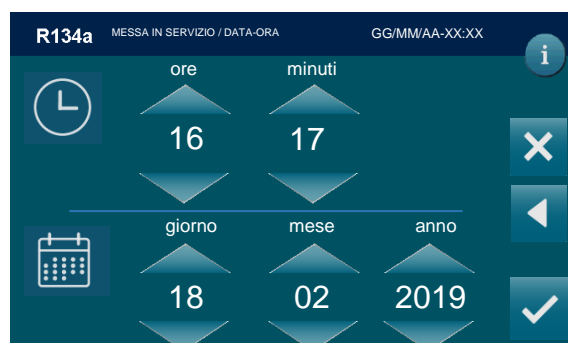 R134a MESSA IN SERVIZIO / DATA-ORA GG/MM/AA-XX:XX
i
ore minuti
16 17
giorno mese anno
18 02 2019